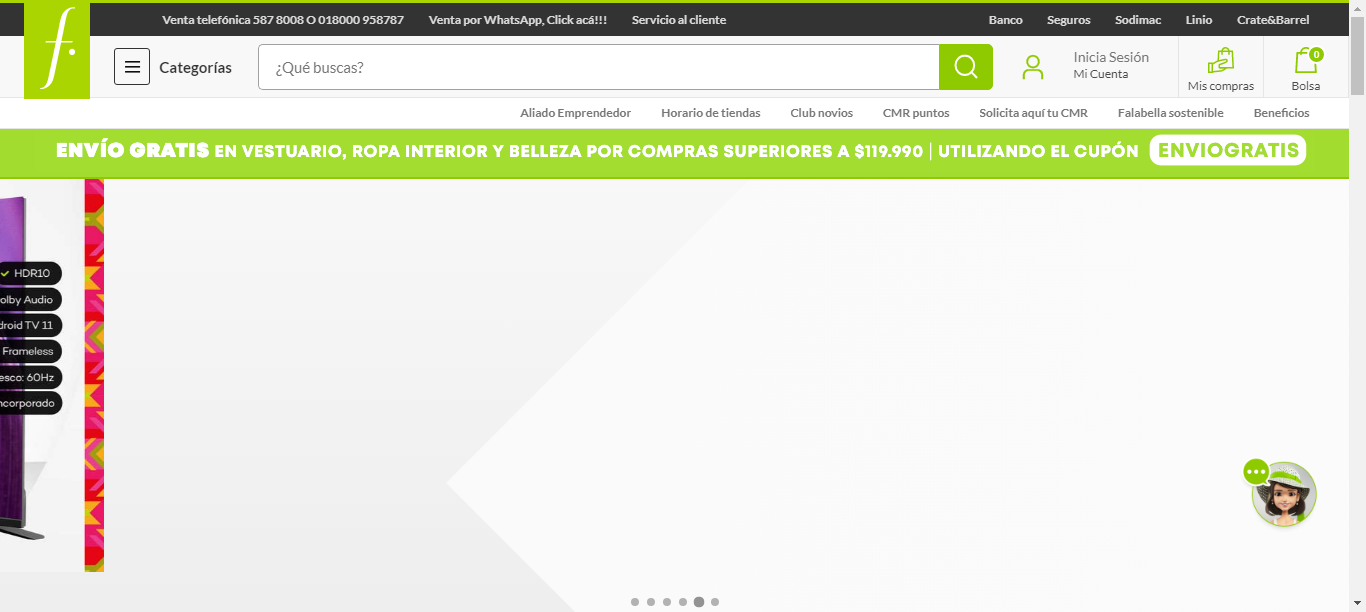 Venta telefónica 587 8008 O 018000 958787 Venta por WhatsApp, Click acá!!! Servicio al cliente Banco Seguros Sodimac Linio Crate&Barrel
f.
Categorías
¿Qué buscas?
Inicia Sesión
Mi Cuenta
Mis compras
0
Bolsa
Aliado Emprendedor Horario de tiendas Club novios CMR puntos Solicita aquí tu CMR Falabella sostenible Beneficios
ENVÍO GRATIS EN VESTUARIO, ROPA INTERIOR Y BELLEZA POR COMPRAS SUPERIORES A $119.990 | UTILIZANDO EL CUPÓN ENVIOGRATIS
HDR10
olby Audio
droid TV 11
Frameless
esco: 60Hz
ncorporado